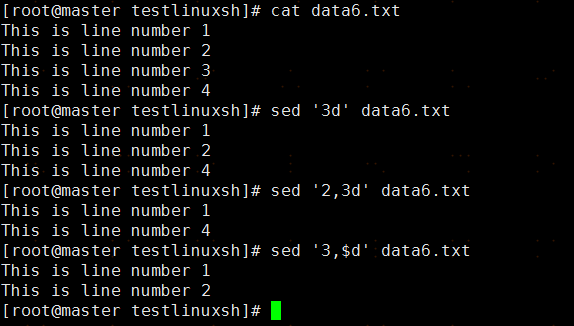 [root@master testlinuxsh]# cat data6.txt
This is line number 1
This is line number 2
This is line number 3
This is line number 4
[root@master testlinuxsh]# sed '3d' data6.txt
This is line number 1
This is line number 2
This is line number 4
[root@master testlinuxsh]# sed '2,3d' data6.txt
This is line number 1
This is line number 4
[root@master testlinuxsh]# sed '3,$d' data6.txt
This is line number 1
This is line number 2
[root@master testlinuxsh]#